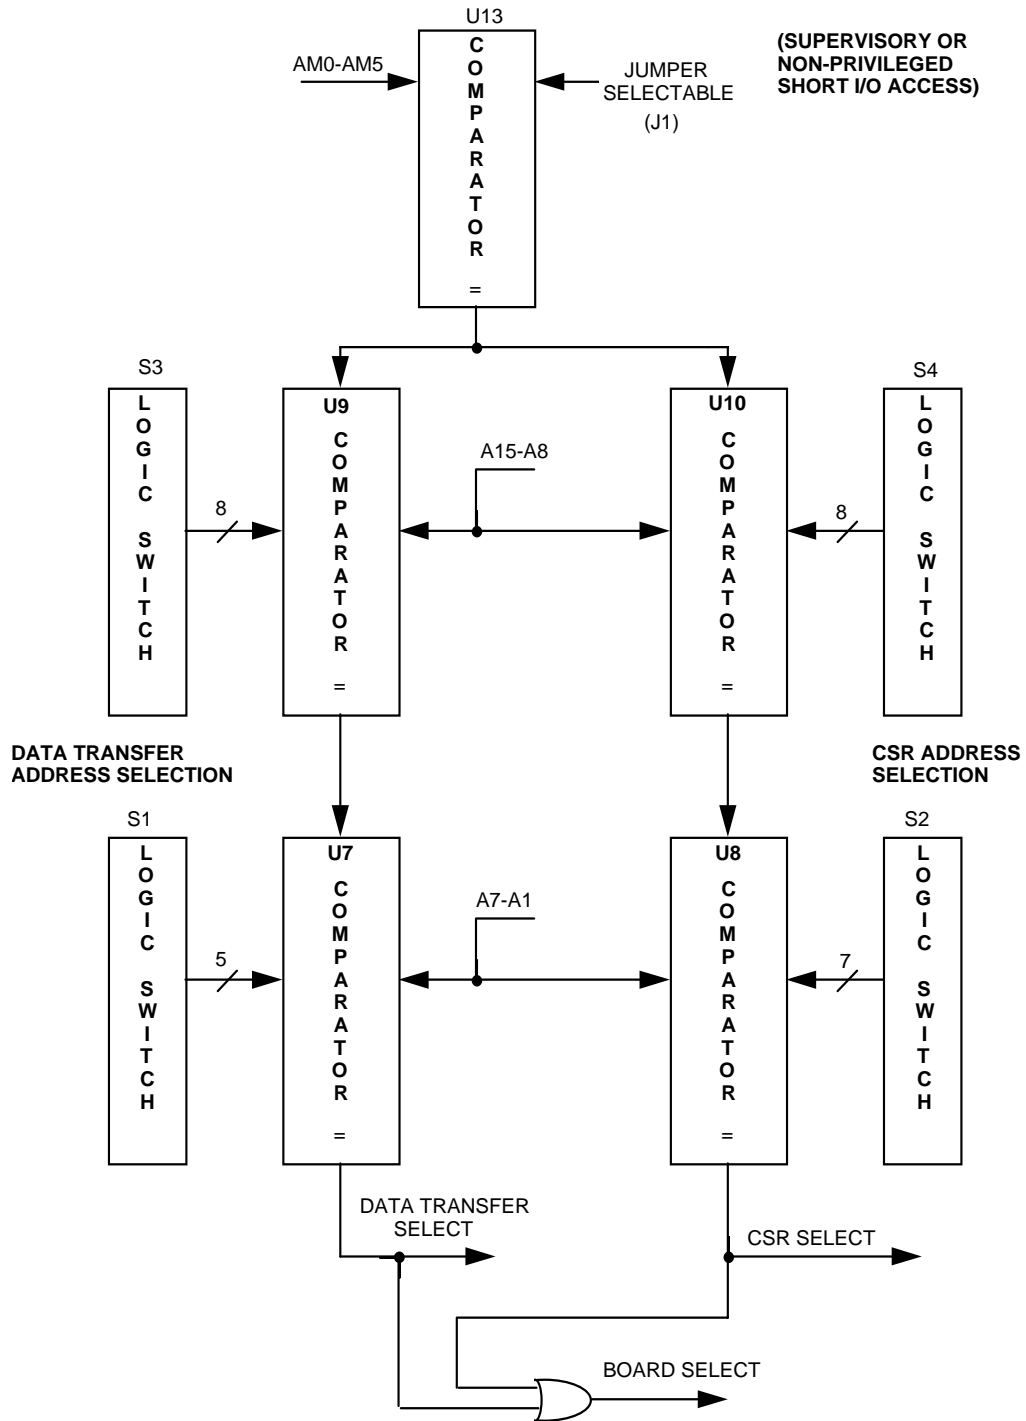 U13
COMPARATOR
=
AM0-AM5
JUMPER
SELECTABLE
(J1)
(SUPERVISORY OR
NON-PRIVILEGED
SHORT I/O ACCESS)
S3
LOGIC SWITCH
8
U9
COMPARATOR
=
A15-A8
U10
COMPARATOR
=
8
S4
LOGIC SWITCH
DATA TRANSFER
ADDRESS SELECTION
CSR ADDRESS
SELECTION
S1
LOGIC SWITCH
5
U7
COMPARATOR
=
A7-A1
U8
COMPARATOR
=
7
S2
LOGIC SWITCH
DATA TRANSFER
SELECT
CSR SELECT
BOARD SELECT